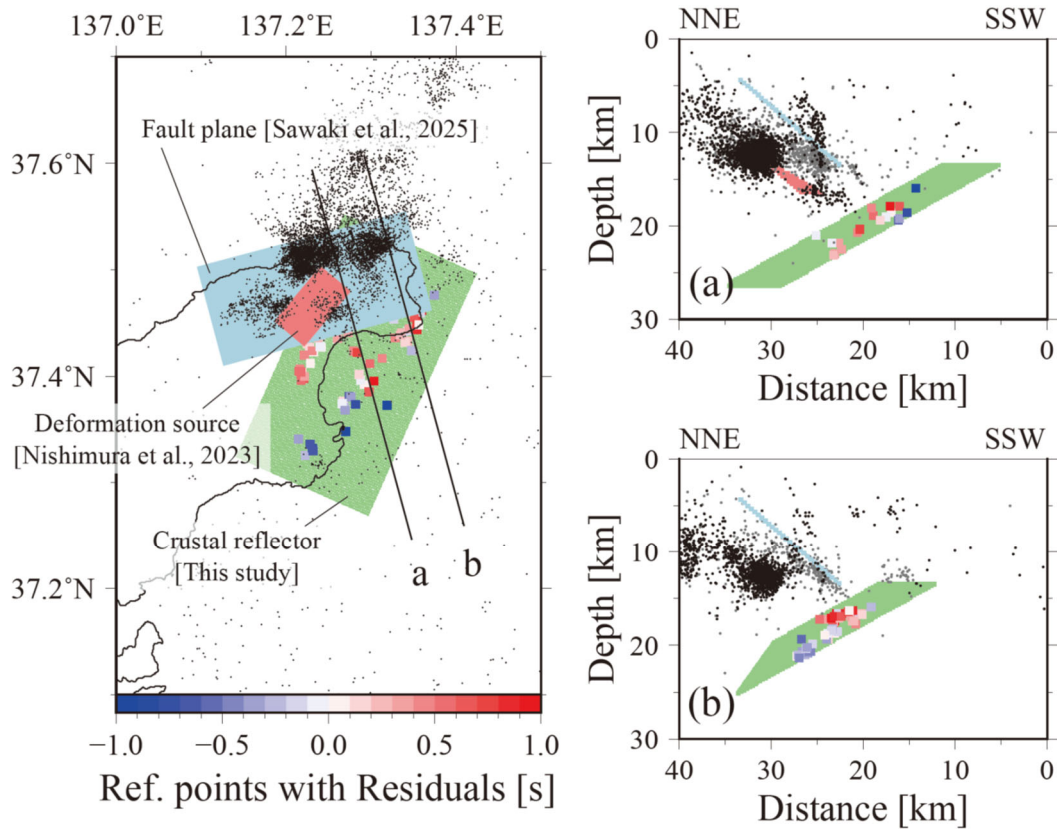 137.0˚E 137.2˚E 137.4˚E
37.6˚N
37.4˚N
37.2˚N
Fault plane [Sawaki et al., 2025]
Deformation source
[Nishimura et al., 2023]
Crustal reflector
[This study]
a
b
−1.0 −0.5 0.0 0.5 1.0
Ref. points with Residuals [s]
NNE SSW
0
10
20
30
Depth [km]
(a)
40 30 20 10 0
Distance [km]
NNE SSW
0
10
20
30
Depth [km]
(b)
40 30 20 10 0
Distance [km]